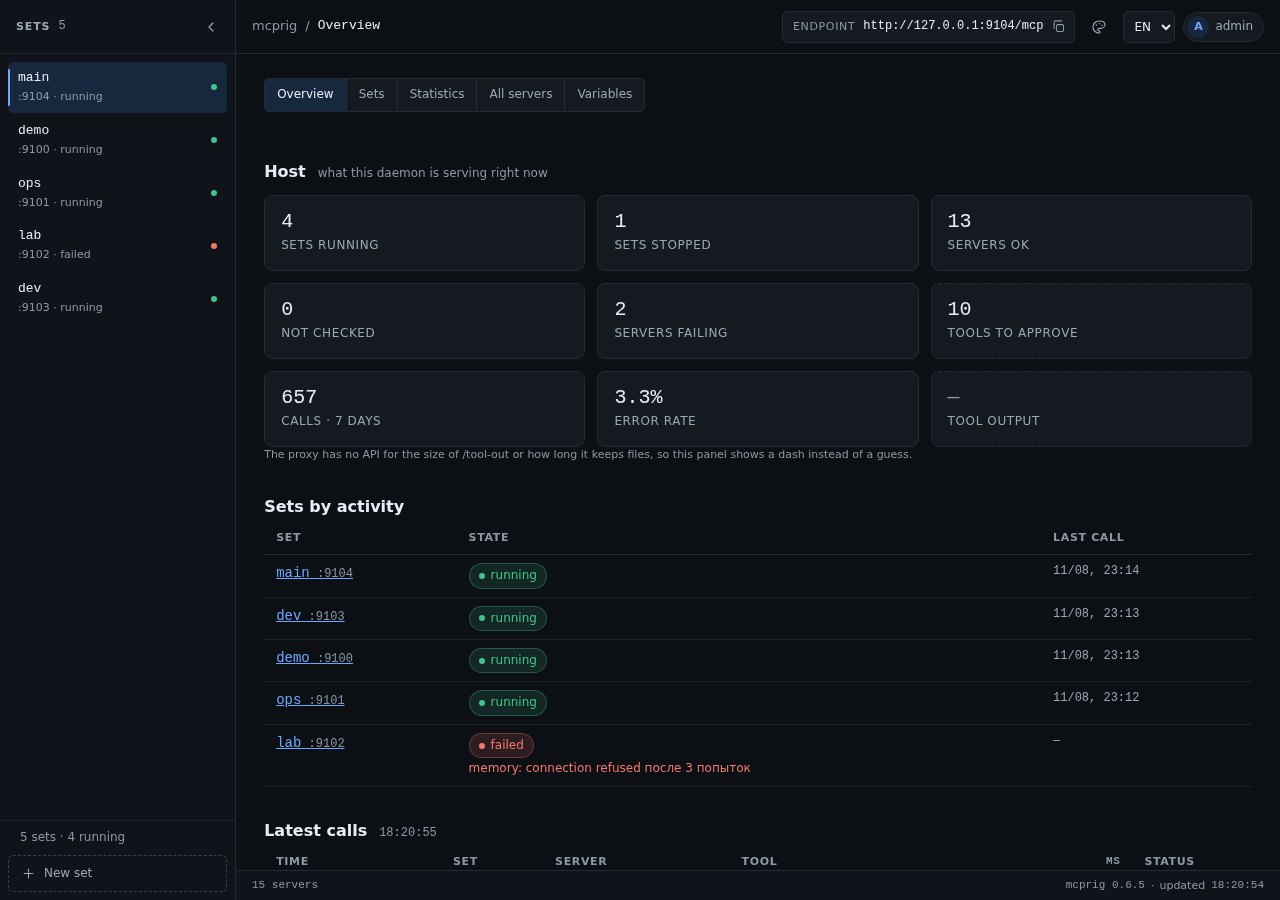 SETS 5
mcprig / Overview
ENDPOINT http://127.0.0.1:9104/mcp
EN
A admin
main
:9104 · running
demo
:9100 · running
ops
:9101 · running
lab
:9102 · failed
dev
:9103 · running
5 sets · 4 running
New set
Overview Sets Statistics All servers Variables
Host what this daemon is serving right now
4
SETS RUNNING
1
SETS STOPPED
13
SERVERS OK
0
NOT CHECKED
2
SERVERS FAILING
10
TOOLS TO APPROVE
657
CALLS · 7 DAYS
3.3%
ERROR RATE
—
TOOL OUTPUT
The proxy has no API for the size of /tool-out or how long it keeps files, so this panel shows a dash instead of a guess.
Sets by activity
SET STATE LAST CALL
main :9104 running 11/08, 23:14
dev :9103 running 11/08, 23:13
demo :9100 running 11/08, 23:13
ops :9101 running 11/08, 23:12
lab :9102 failed —
memory: connection refused после 3 попыток
Latest calls 18:20:55
TIME SET SERVER TOOL MS STATUS
15 servers
mcprig 0.6.5 · updated 18:20:54